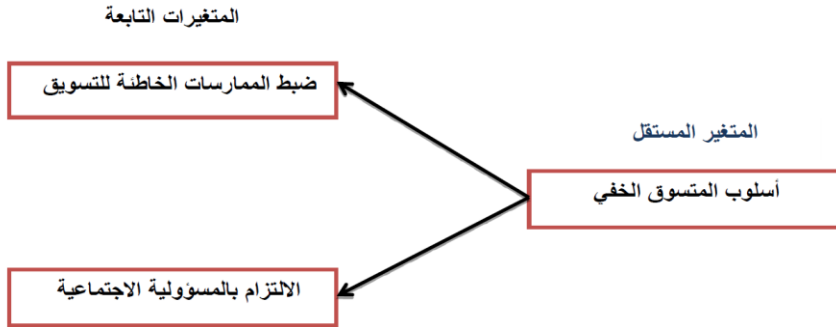 المتغيرات التابعة
ضبط الممارسات الخاطئة للتسويق
المتغير المستقل
أسلوب المتسوق الخفي
الالتزام بالمسؤولية الاجتماعية